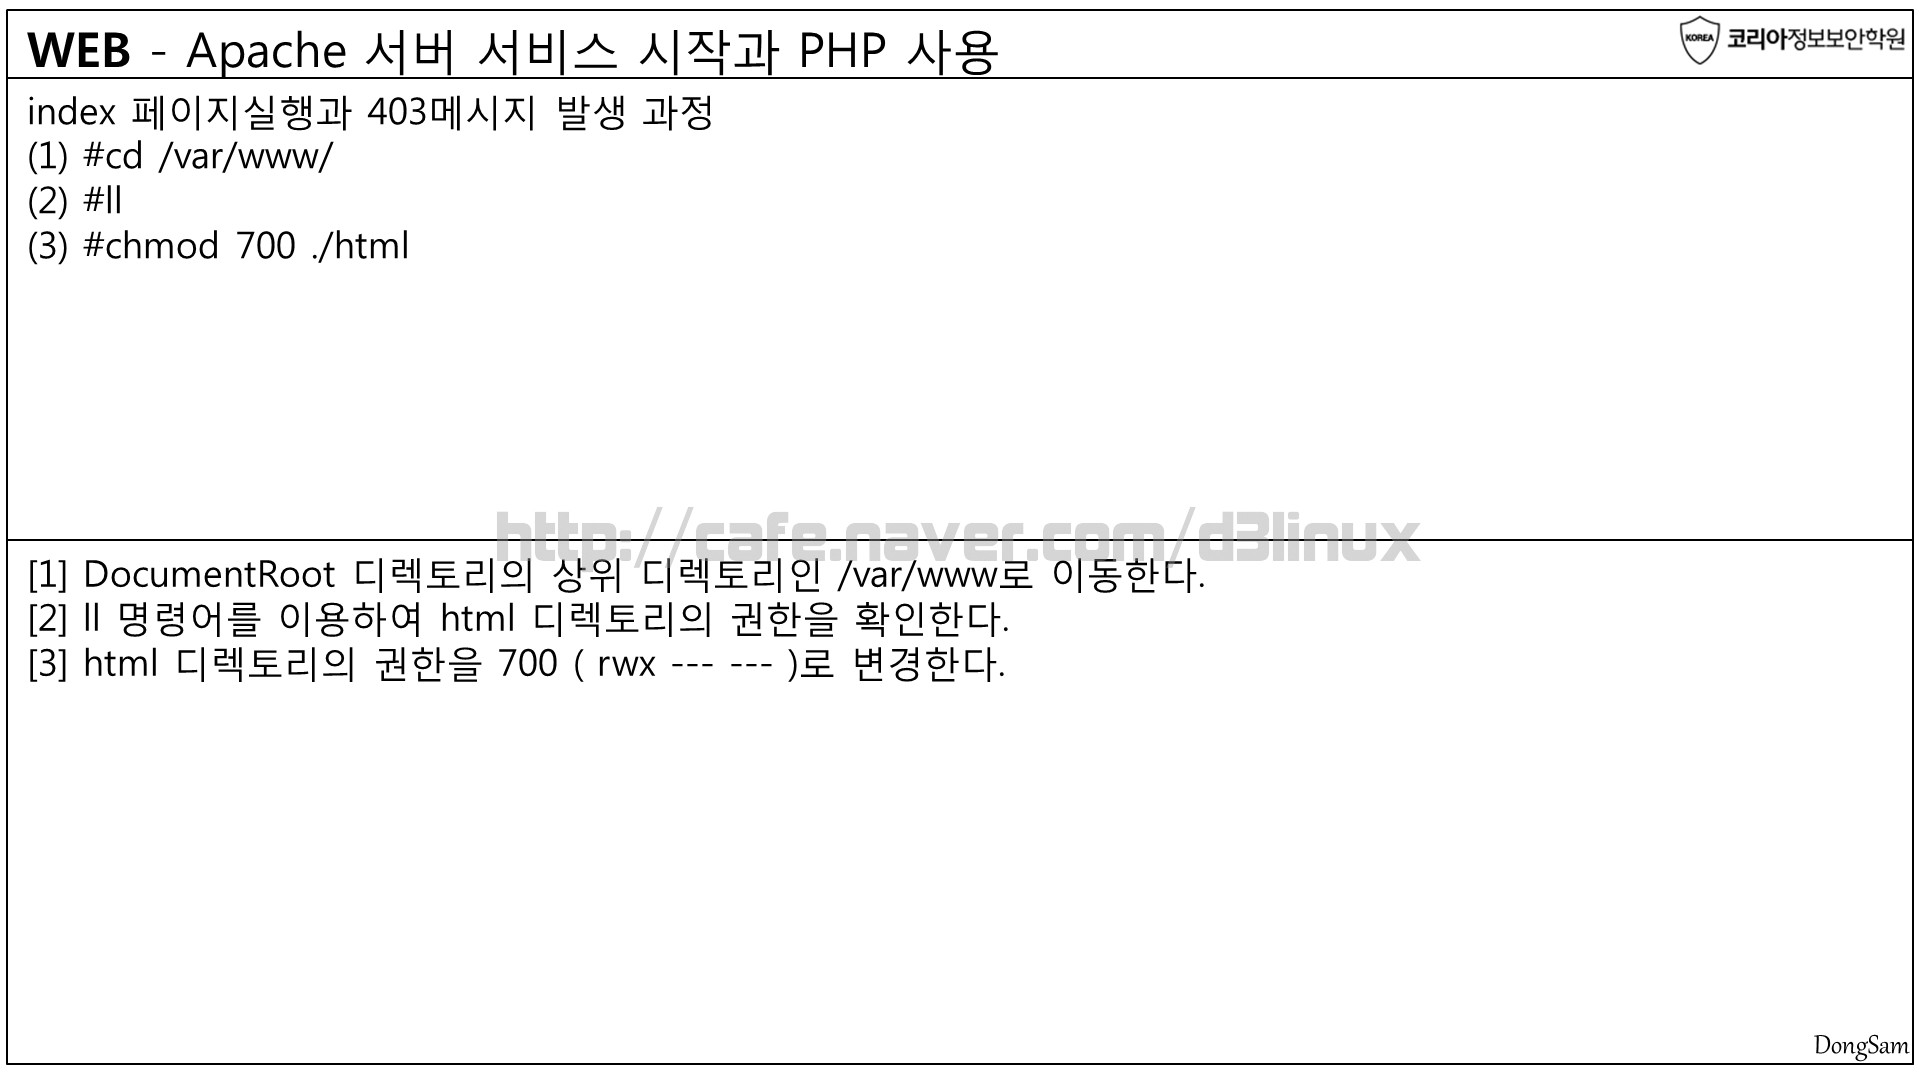 WEB - Apache 서버 서비스 시작과 PHP 사용
KOREA 코리아정보보안학원
index 페이지실행과 403메시지 발생 과정
(1) #cd /var/www/
(2) #ll
(3) #chmod 700 ./html
http://cafe.naver.com/d3linux
[1] DocumentRoot 디렉토리의 상위 디렉토리인 /var/www로 이동한다.
[2] ll 명령어를 이용하여 html 디렉토리의 권한을 확인한다.
[3] html 디렉토리의 권한을 700 ( rwx --- --- )로 변경한다.
DongSam